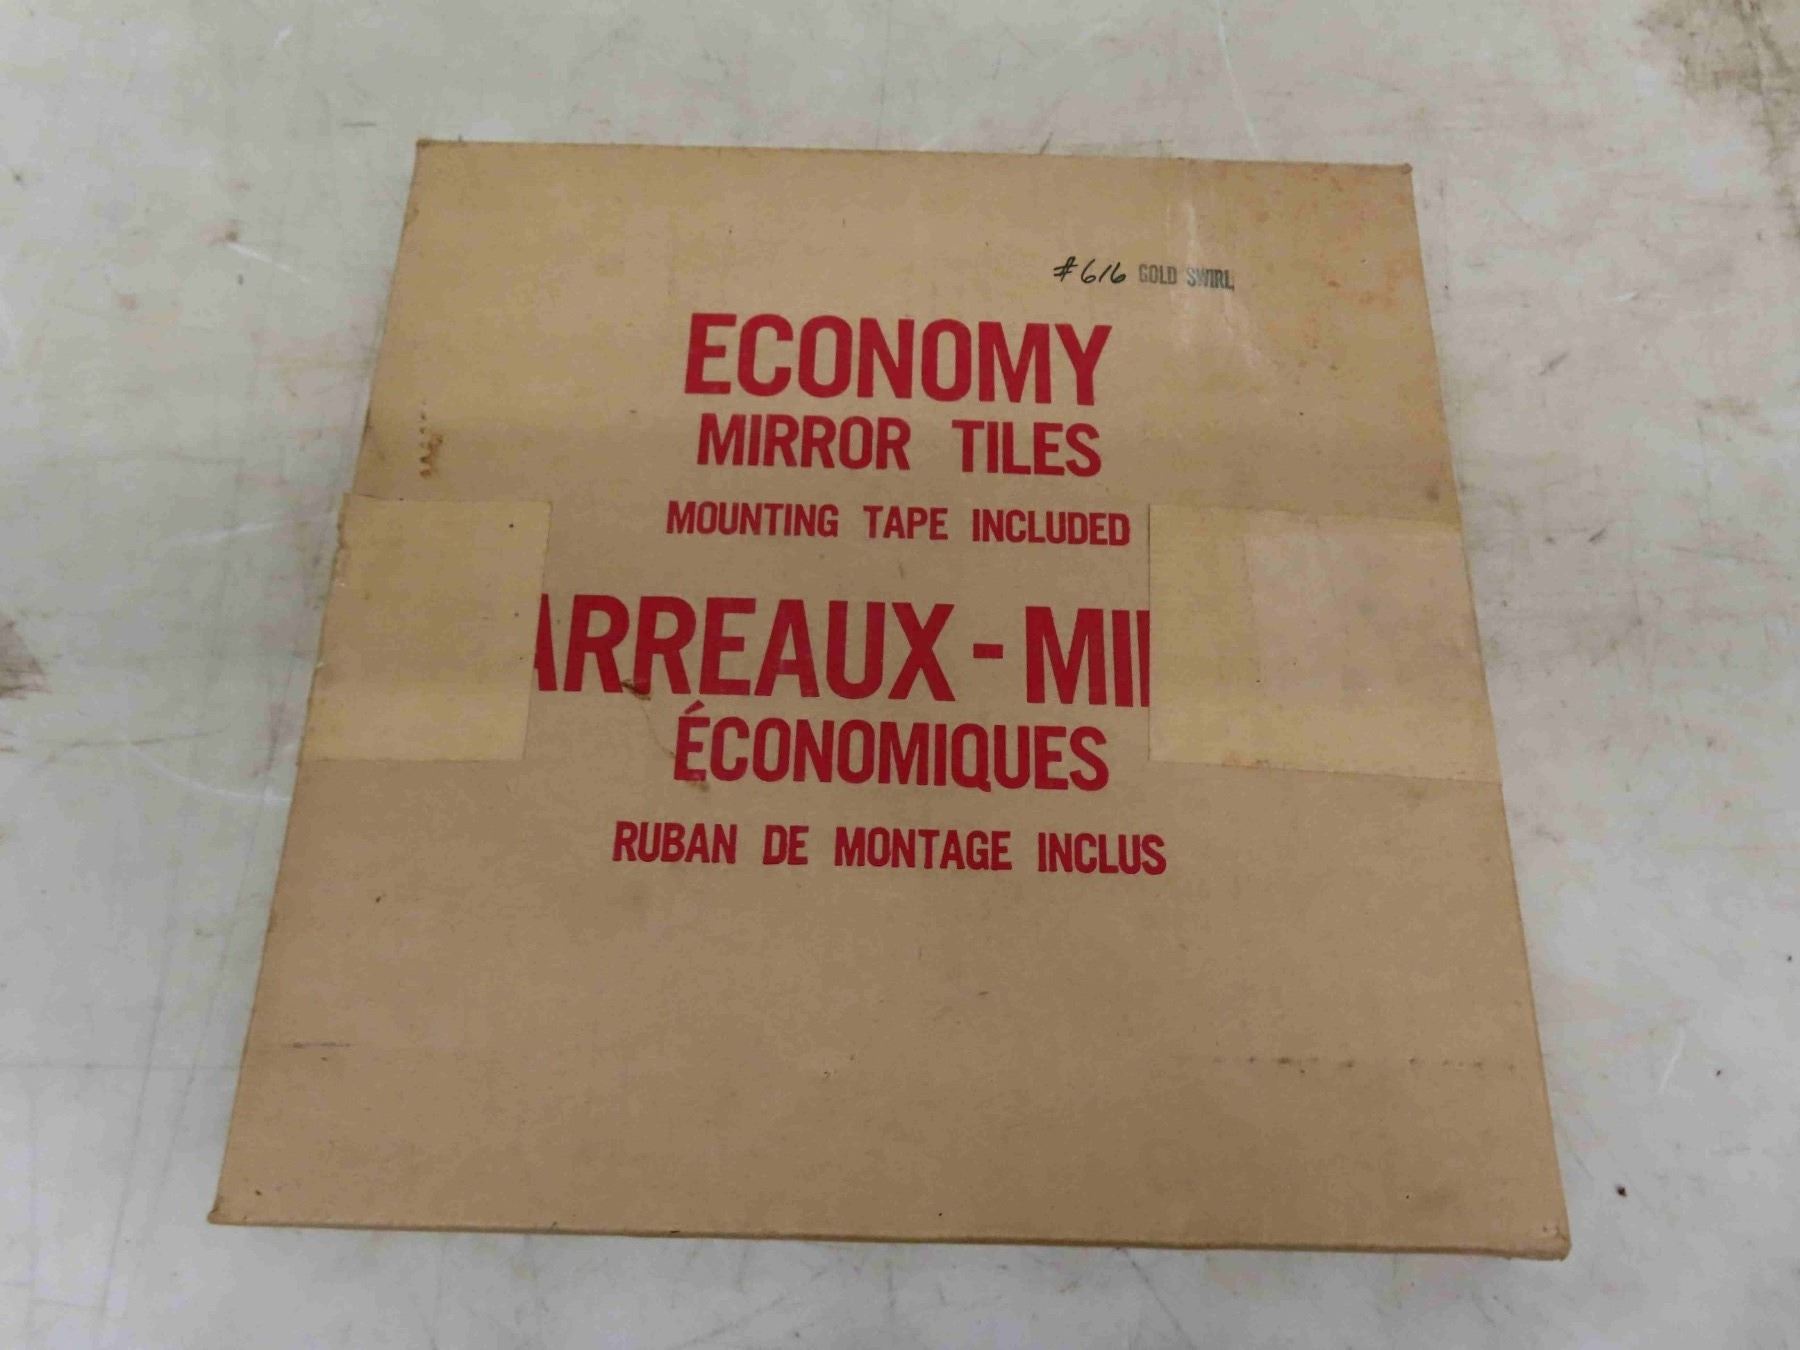 #616 GOLD SWIRL
ECONOMY
MIRROR TILES
MOUNTING TAPE INCLUDED
ARREAUX - MI
ÉCONOMIQUES
RUBAN DE MONTAGE INCLUS